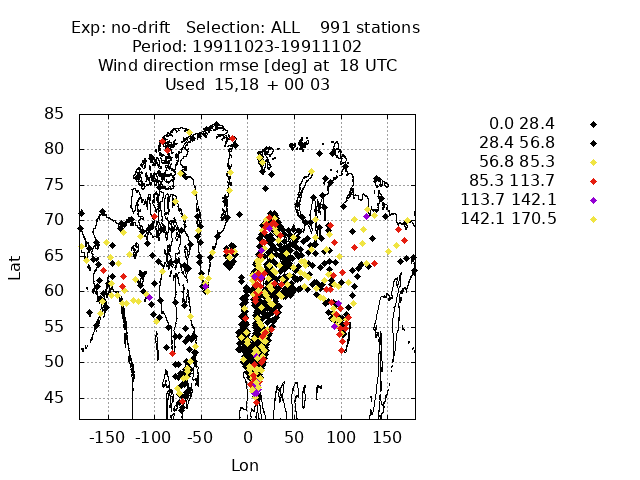 Exp: no-drift   Selection: ALL    991 stations
Period: 19911023-19911102
Wind direction rmse [deg] at  18 UTC
Used  15,18 + 00 03
85
80
75
70
65
60
55
50
45
Lat
-150 -100 -50 0 50 100 150
Lon
0.0 28.4
28.4 56.8
56.8 85.3
85.3 113.7
113.7 142.1
142.1 170.5